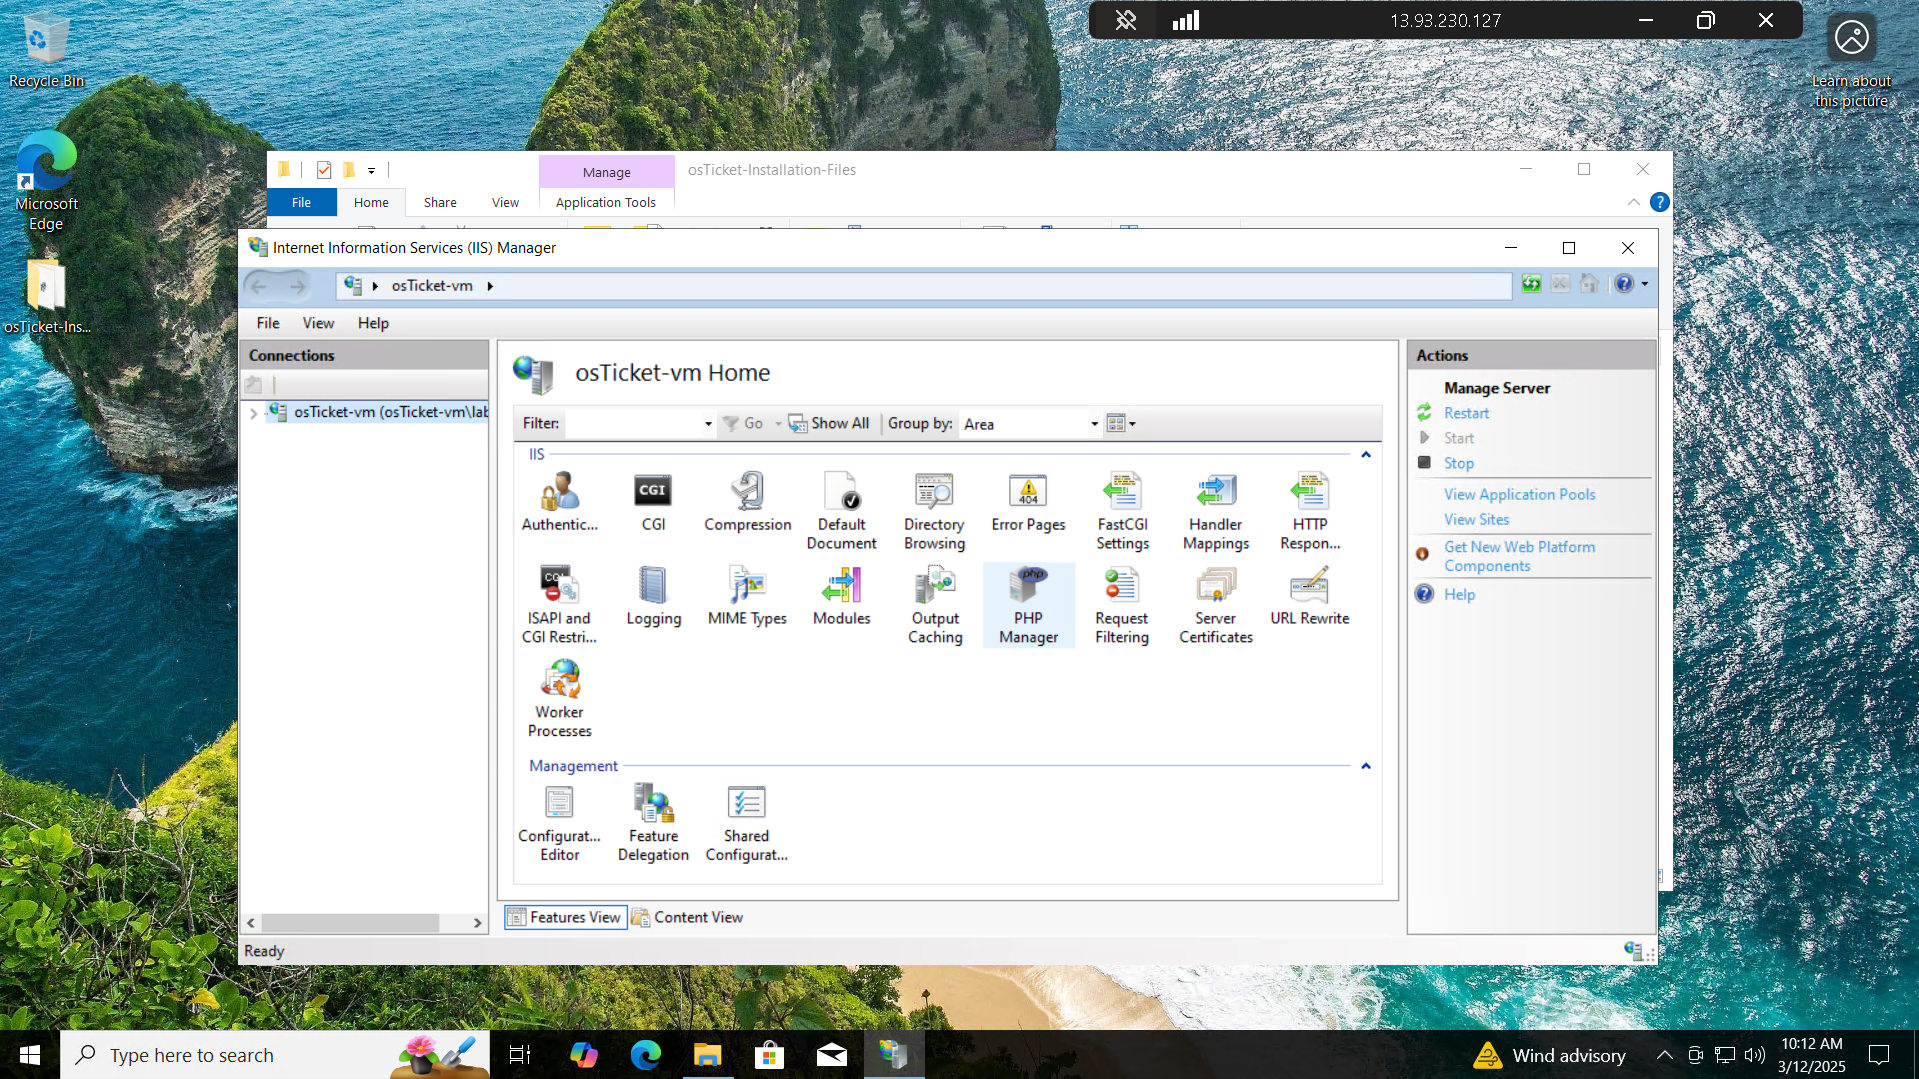 Recycle Bin
Microsoft
Edge
osTicket-Ins...
13.93.230.127
Learn about
this picture
Manage
osTicket-Installation-Files
File
Home
Share
View
Application Tools
Internet Information Services (IIS) Manager
osTicket-vm
File
View
Help
Connections
osTicket-vm (osTicket-vm\lab
osTicket-vm Home
Filter:
Go
Show All
Group by:
Area
IIS
Authentic...
CGI
CGI
Compression
Default
Document
Directory
Browsing
404
Error Pages
FastCGI
Settings
Handler
Mappings
HTTP
Respon...
ISAPI and
CGI Restri...
Logging
MIME Types
Modules
Output
Caching
php
PHP
Manager
Request
Filtering
Server
Certificates
URL Rewrite
Worker
Processes
Management
Configurat...
Editor
Feature
Delegation
Shared
Configurat...
Features View
Content View
Ready
Actions
Manage Server
Restart
Start
Stop
View Application Pools
View Sites
Get New Web Platform
Components
Help
Type here to search
Wind advisory
10:12 AM
3/12/2025